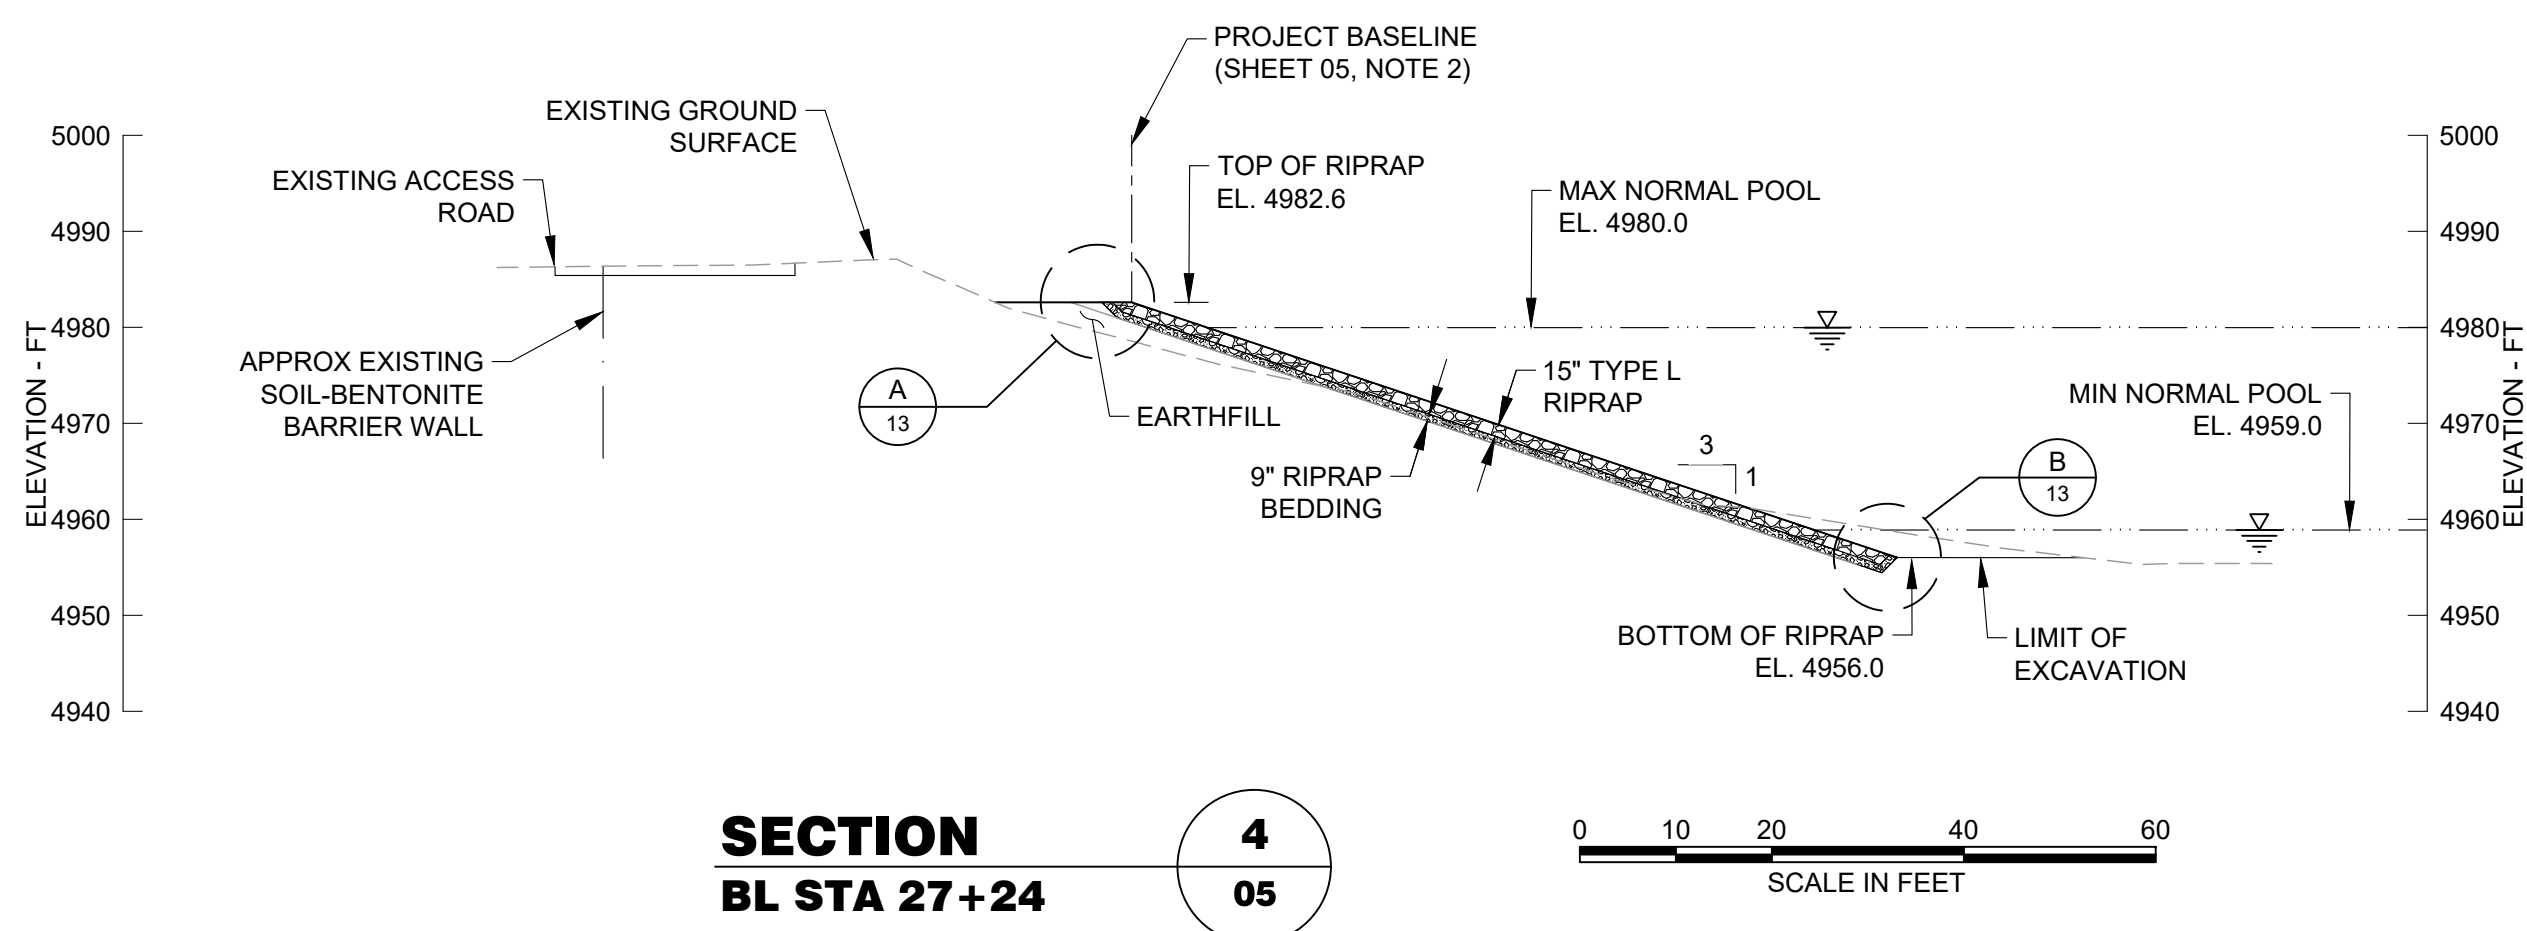 PROJECT BASELINE
(SHEET 05, NOTE 2)
EXISTING GROUND
SURFACE
5000
5000
TOP OF RIPRAP
EL. 4982.6
EXISTING ACCESS
ROAD
MAX NORMAL POOL
EL. 4980.0
4990
4990
4980
4980
ELEVATION - FT
ELEVATION - FT
APPROX EXISTING
SOIL-BENTONITE
BARRIER WALL
A
13
EARTHFILL
15" TYPE L
RIPRAP
MIN NORMAL POOL
EL. 4959.0
4970
4970
3
1
9" RIPRAP
BEDDING
B
13
4960
4960
4950
4950
BOTTOM OF RIPRAP
EL. 4956.0
LIMIT OF
EXCAVATION
4940
4940
SECTION
BL STA 27+24
4
05
0 10 20 40 60
SCALE IN FEET